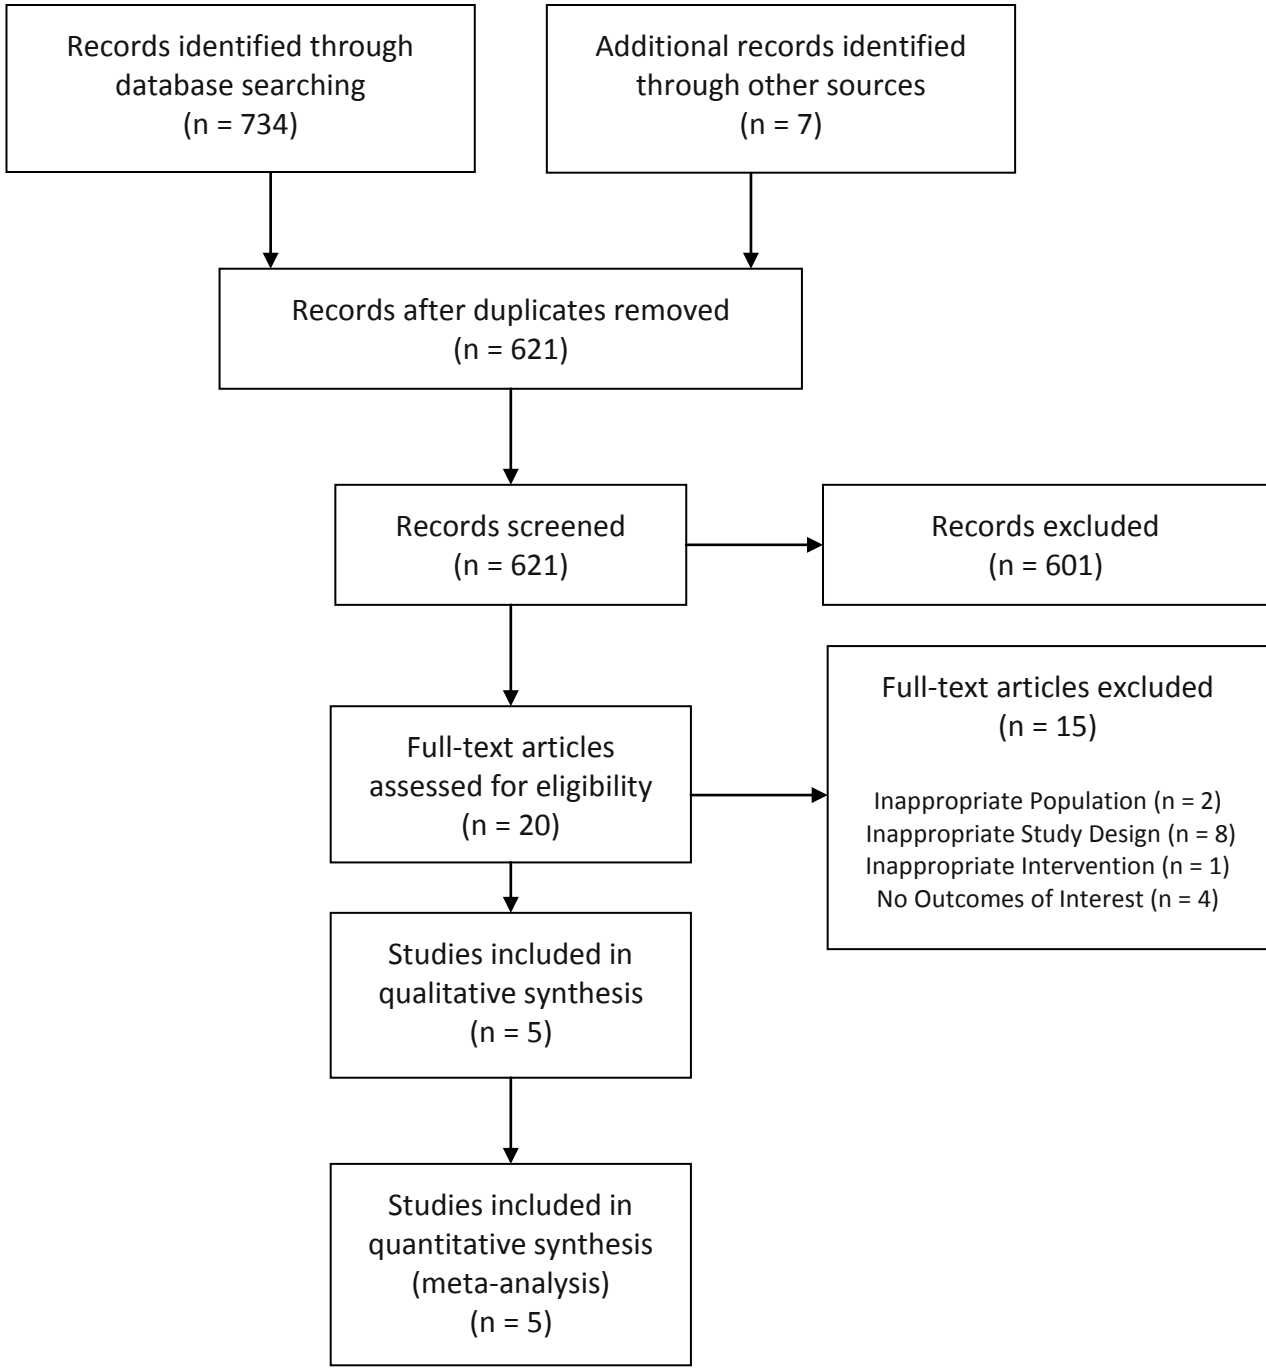 Records identified through
database searching
(n = 734)
Additional records identified
through other sources
(n = 7)
Records after duplicates removed
(n = 621)
Records screened
(n = 621)
Records excluded
(n = 601)
Full-text articles
assessed for eligibility
(n = 20)
Full-text articles excluded
(n = 15)
Inappropriate Population (n = 2)
Inappropriate Study Design (n = 8)
Inappropriate Intervention (n = 1)
No Outcomes of Interest (n = 4)
Studies included in
qualitative synthesis
(n = 5)
Studies included in
quantitative synthesis
(meta-analysis)
(n = 5)